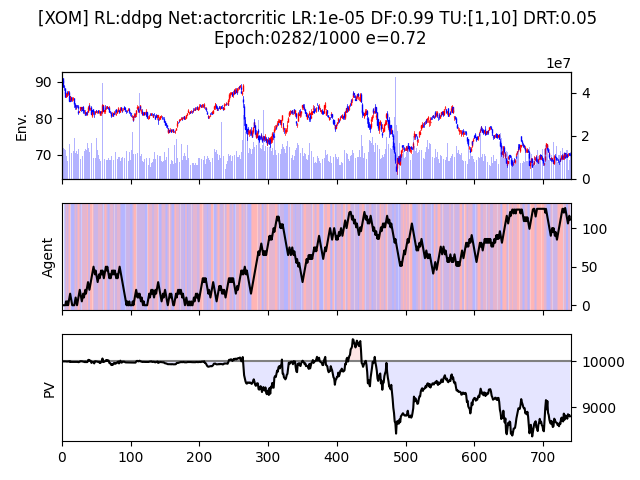 [XOM] RL:ddpg Net:actorcritic LR:1e-05 DF:0.99 TU:[1,10] DRT:0.05
Epoch:0282/1000 e=0.72
1e7
90
80
70
Env.
4
2
0
Agent
100
50
0
PV
10000
9000
0 100 200 300 400 500 600 700